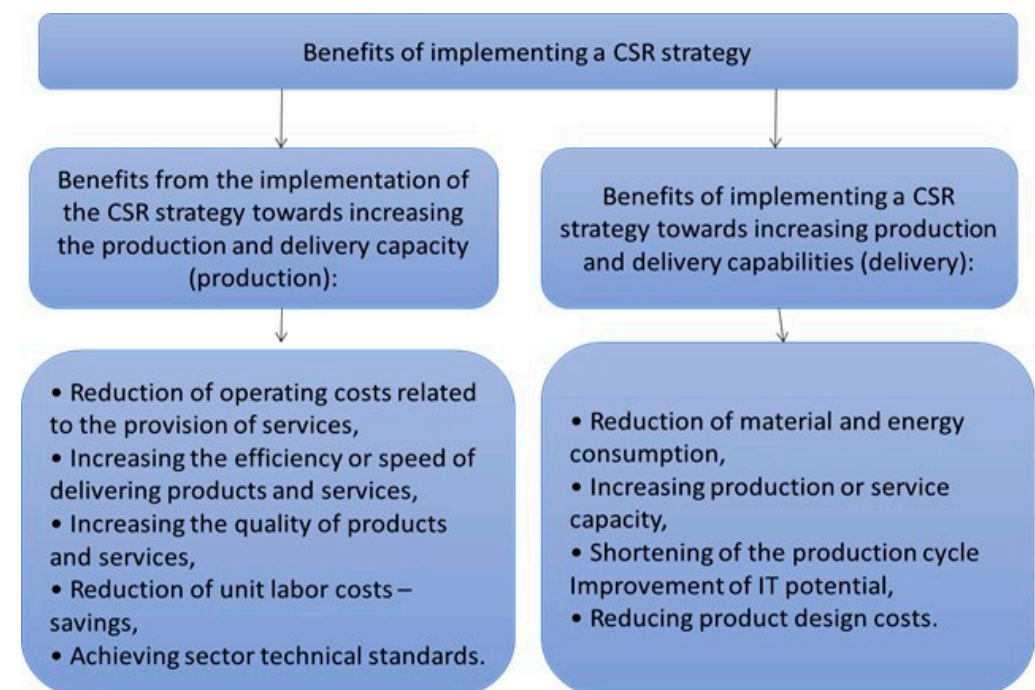 Benefits of implementing a CSR strategy
Benefits from the implementation of
the CSR strategy towards increasing
the production and delivery capacity
(production):
Benefits of implementing a CSR
strategy towards increasing production
and delivery capabilities (delivery):
• Reduction of operating costs related
to the provision of services,
• Increasing the efficiency or speed of
delivering products and services,
• Increasing the quality of products
and services,
• Reduction of unit labor costs –
savings,
• Achieving sector technical standards.
• Reduction of material and energy
consumption,
• Increasing production or service
capacity,
• Shortening of the production cycle
Improvement of IT potential,
• Reducing product design costs.